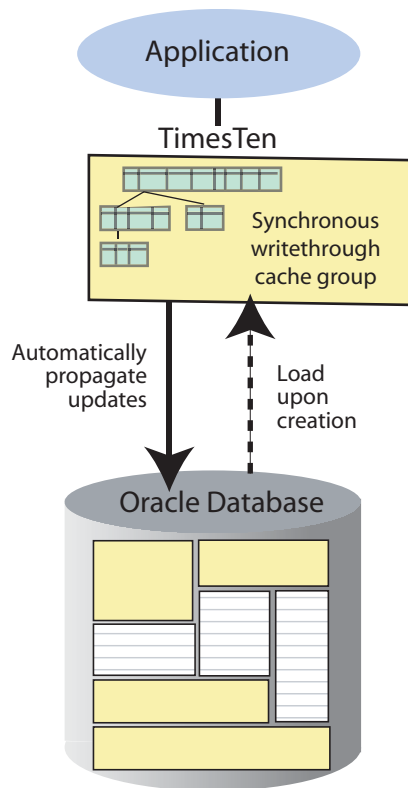 Application
TimesTen
Synchronous
writethrough
cache group
Automatically
propagate
updates
Load
upon
creation
Oracle Database